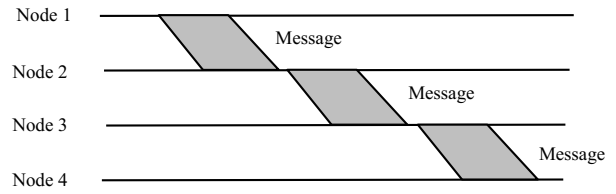 Node 1
Message
Node 2
Message
Node 3
Message
Node 4